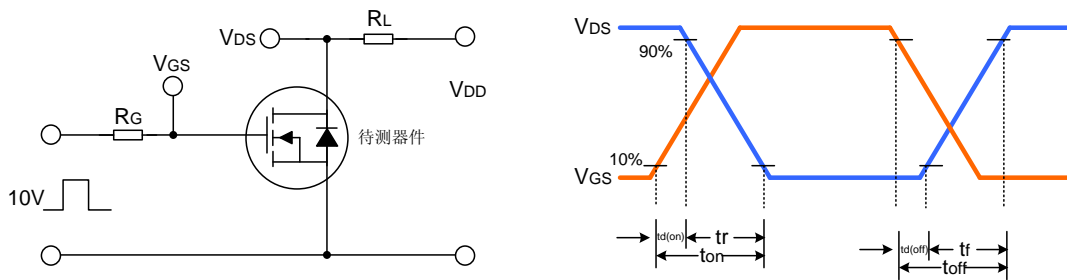 VDS
RL
VGS
VDD
RG
待测器件
10V
VDS
90%
10%
VGS
td(on)
tr
ton
td(off)
tf
toff